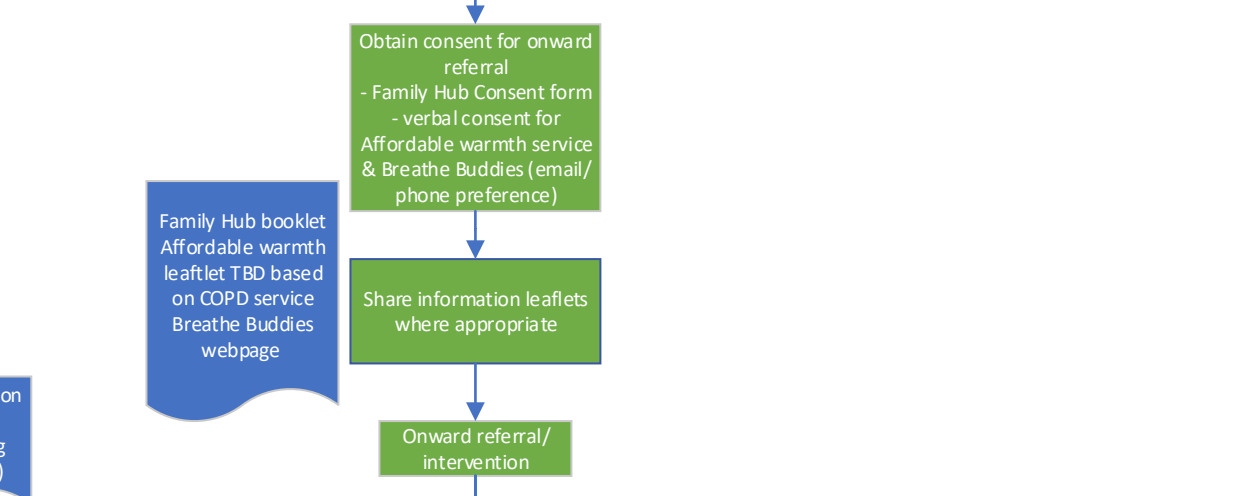 Obtain consent for onward
referral
- Family Hub Consent form
- verbal consent for
Affordable warmth service
& Breathe Buddies (email/
phone preference)
Family Hub booklet
Affordable warmth
leaftlet TBD based
on COPD service
Breathe Buddies
webpage
Share information leaflets
where appropriate
on
g
)
Onward referral/
intervention